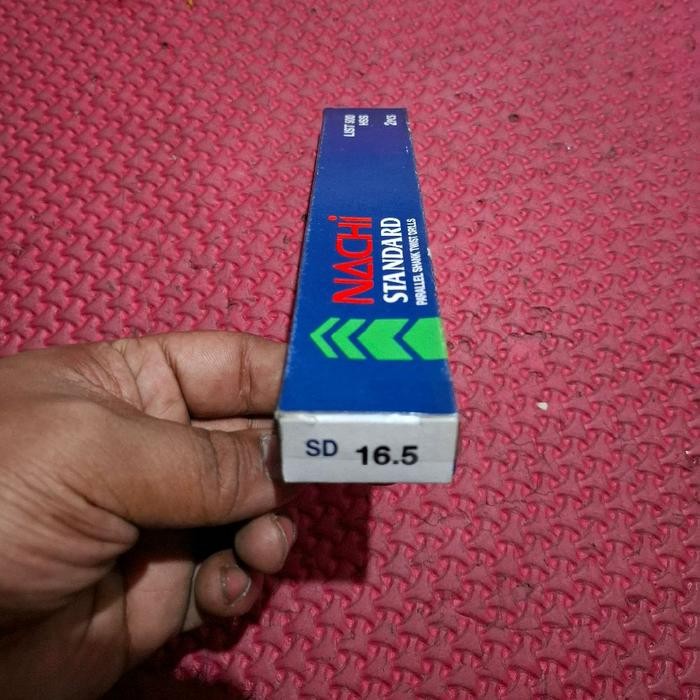 LIST 500
HSS
2PCS
NACHi
STANDARD
PARALLEL SHANK TWIST DRILLS
SD 16.5